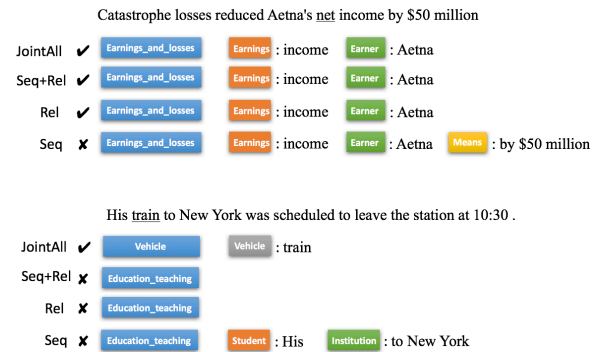 Catastrophe losses reduced Aetna's net income by $50 million
JointAll ✔ Earnings_and_losses Earnings : income Earner : Aetna
Seq+Rel ✔ Earnings_and_losses Earnings : income Earner : Aetna
Rel ✔ Earnings_and_losses Earnings : income Earner : Aetna
Seq ✘ Earnings_and_losses Earnings : income Earner : Aetna Means : by $50 million
His train to New York was scheduled to leave the station at 10:30 .
JointAll ✔ Vehicle Vehicle : train
Seq+Rel ✘ Education_teaching
Rel ✘ Education_teaching
Seq ✘ Education_teaching Student : His Institution : to New York